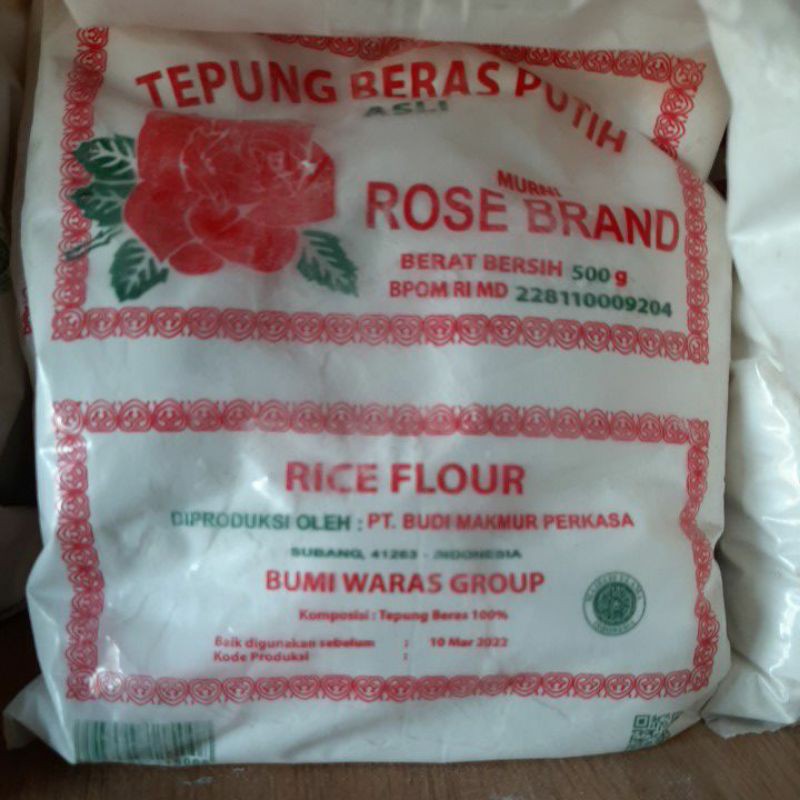 TEPUNG BERAS PUTIH
ASLI
MURNI
ROSE BRAND
BERAT BERSIH 500 g
BPOM RI MD 228110009204
RICE FLOUR
DIPRODUKSI OLEH : PT. BUDI MAKMUR PERKASA
SUBANG, 41263 - INDONESIA
BUMI WARAS GROUP
Komposisi : Tepung Beras 100%
Baik digunakan sebelum : 10 Mar 2022
Kode Produksi :